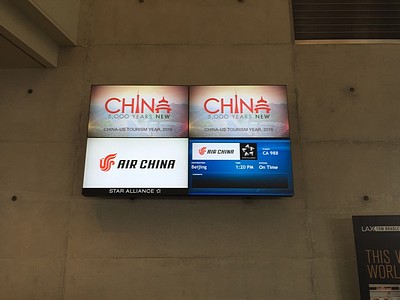 CHINA
5,000 YEARS NEW
CHINA-US TOURISM YEAR, 2016
CHINA
5,000 YEARS NEW
CHINA-US TOURISM YEAR, 2016
AIR CHINA
STAR ALLIANCE
AIR CHINA
CA 988
Beijing
1:20 PM
On Time
LAX
THIS
WORL